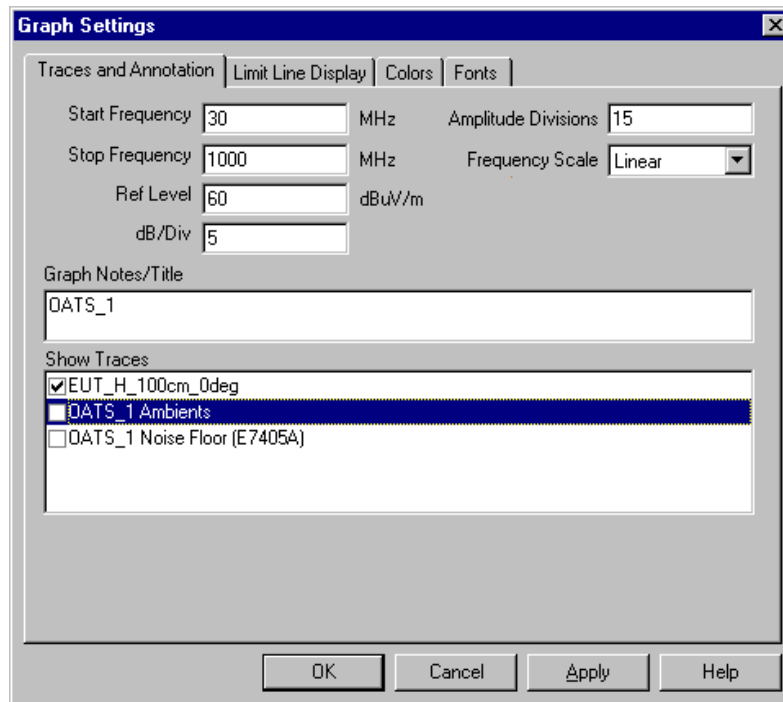 Graph Settings
Traces and Annotation Limit Line Display Colors Fonts
Start Frequency 30 MHz Amplitude Divisions 15
Stop Frequency 1000 MHz Frequency Scale Linear
Ref Level 60 dBuV/m
dB/Div 5
Graph Notes/Title
OATS_1
Show Traces
EUT_H_100cm_0deg
OATS_1 Ambients
OATS_1 Noise Floor (E7405A)
OK Cancel Apply Help